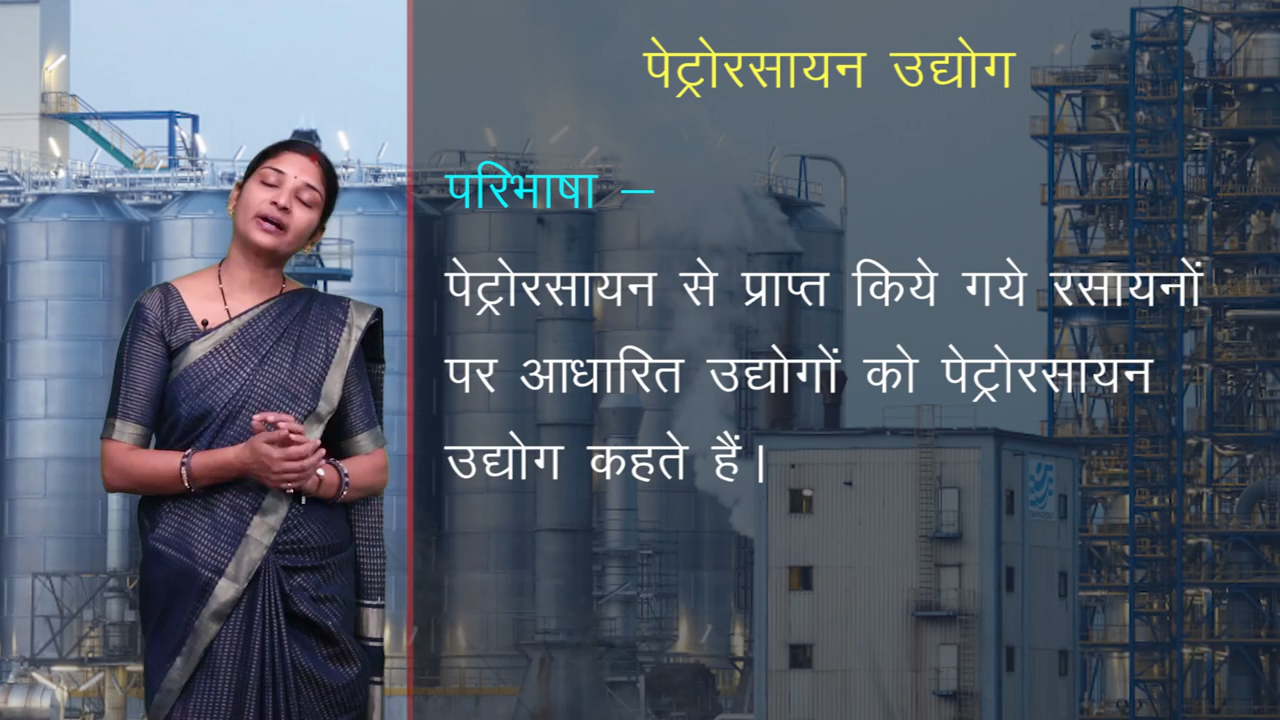 पेट्रोरसायन उद्योग
परिभाषा –
पेट्रोरसायन से प्राप्त किये गये रसायनों
पर आधारित उद्योगों को पेट्रोरसायन
उद्योग कहते हैं।